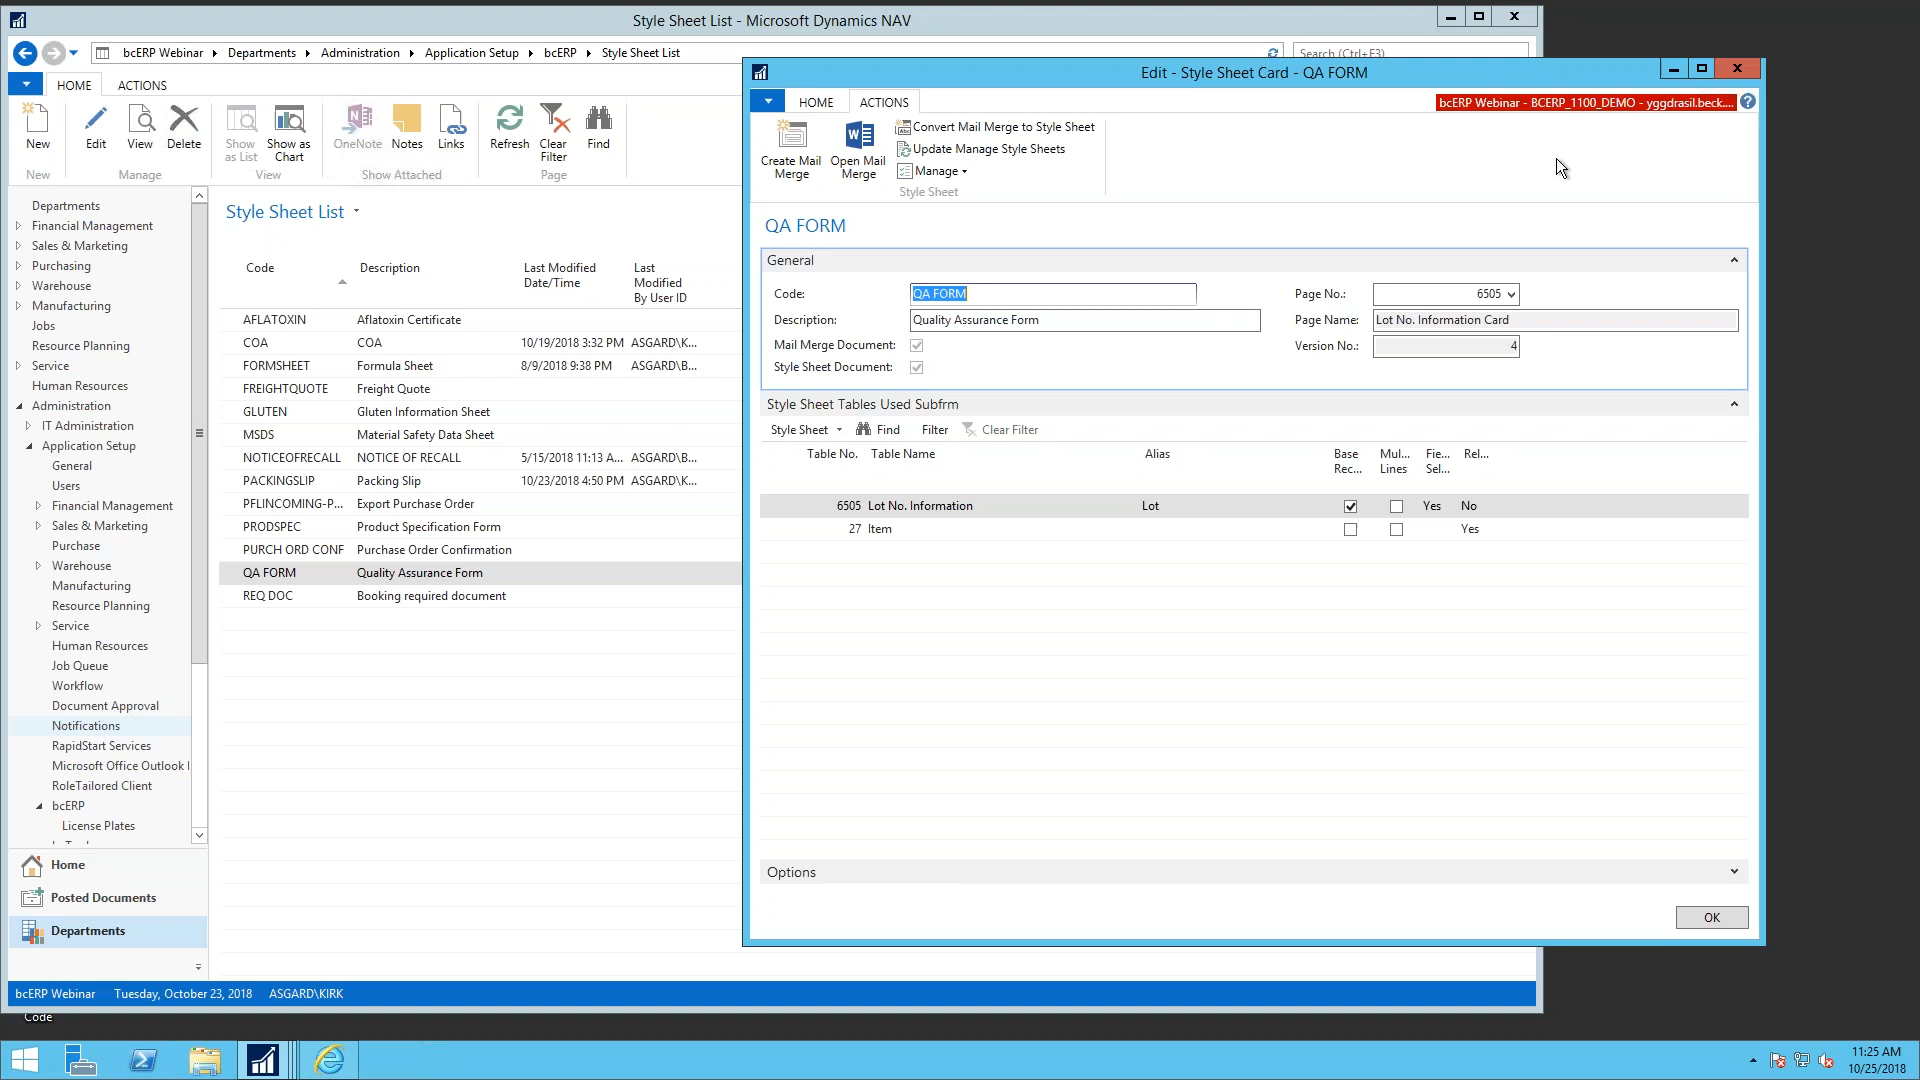 Style Sheet List - Microsoft Dynamics NAV
bcERP Webinar Departments Administration Application Setup bcERP Style Sheet List
Search (Ctrl+F3)
HOME ACTIONS
New Edit View Delete Show as List Show as Chart OneNote Notes Links Refresh Clear Filter Find
New Manage View Show Attached Page
Departments
Financial Management
Sales & Marketing
Purchasing
Warehouse
Manufacturing
Jobs
Resource Planning
Service
Human Resources
Administration
IT Administration
Application Setup
General
Users
Financial Management
Sales & Marketing
Purchase
Warehouse
Manufacturing
Resource Planning
Service
Human Resources
Job Queue
Workflow
Document Approval
Notifications
RapidStart Services
Microsoft Office Outlook
RoleTailored Client
bcERP
License Plates
Home
Posted Documents
Departments
Style Sheet List
Code Description Last Modified Date/Time Last Modified By User ID
AFLATOXIN Aflatoxin Certificate
COA COA 10/19/2018 3:32 PM ASGARD\K...
FORMSHEET Formula Sheet 8/9/2018 9:38 PM ASGARD\B...
FREIGHTQUOTE Freight Quote
GLUTEN Gluten Information Sheet
MSDS Material Safety Data Sheet
NOTICEOFRECALL NOTICE OF RECALL 5/15/2018 11:13 A... ASGARD\B...
PACKINGSLIP Packing Slip 10/23/2018 4:50 PM ASGARD\K...
PFLINCOMING-P... Export Purchase Order
PRODSPEC Product Specification Form
PURCH ORD CONF Purchase Order Confirmation
QA FORM Quality Assurance Form
REQ DOC Booking required document
Edit - Style Sheet Card - QA FORM
HOME ACTIONS
bcERP Webinar - BCERP_1100_DEMO - yggdrasil.beck....
Create Mail Merge
Open Mail Merge
Convert Mail Merge to Style Sheet
Update Manage Style Sheets
Manage
Style Sheet
QA FORM
General
Code: QA FORM Page No.: 6505
Description: Quality Assurance Form Page Name: Lot No. Information Card
Mail Merge Document: Version No.: 4
Style Sheet Document:
Style Sheet Tables Used Subfrm
Style Sheet Find Filter Clear Filter
Table No. Table Name Alias Base Rec... Mul... Lines Fie... Sel... Rel...
6505 Lot No. Information Lot Yes No
27 Item Yes
Options
OK
bcERP Webinar Tuesday, October 23, 2018 ASGARD\KIRK
Code
11:25 AM
10/25/2018